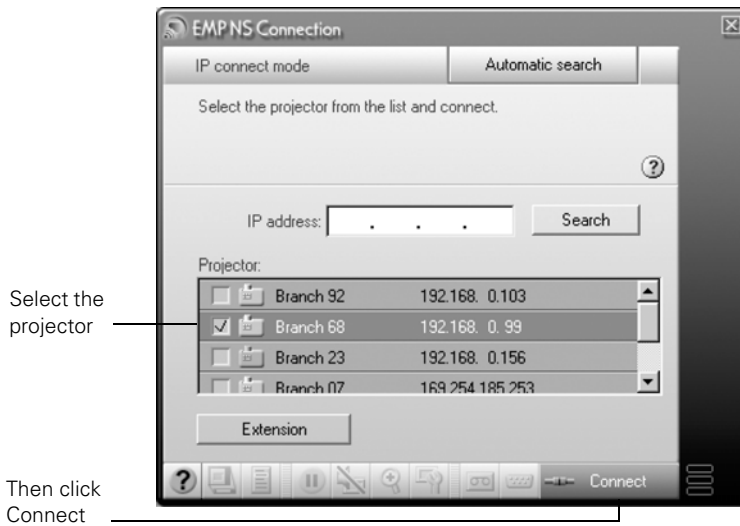 EMP NS Connection
IP connect mode
Automatic search
Select the projector from the list and connect.
?
IP address: . . .
Search
Projector:
Branch 92 192.168. 0.103
Select the
projector
Branch 68 192.168. 0. 99
Branch 23 192.168. 0.156
Branch 07 169.254.185.253
Extension
? Connect
Then click
Connect